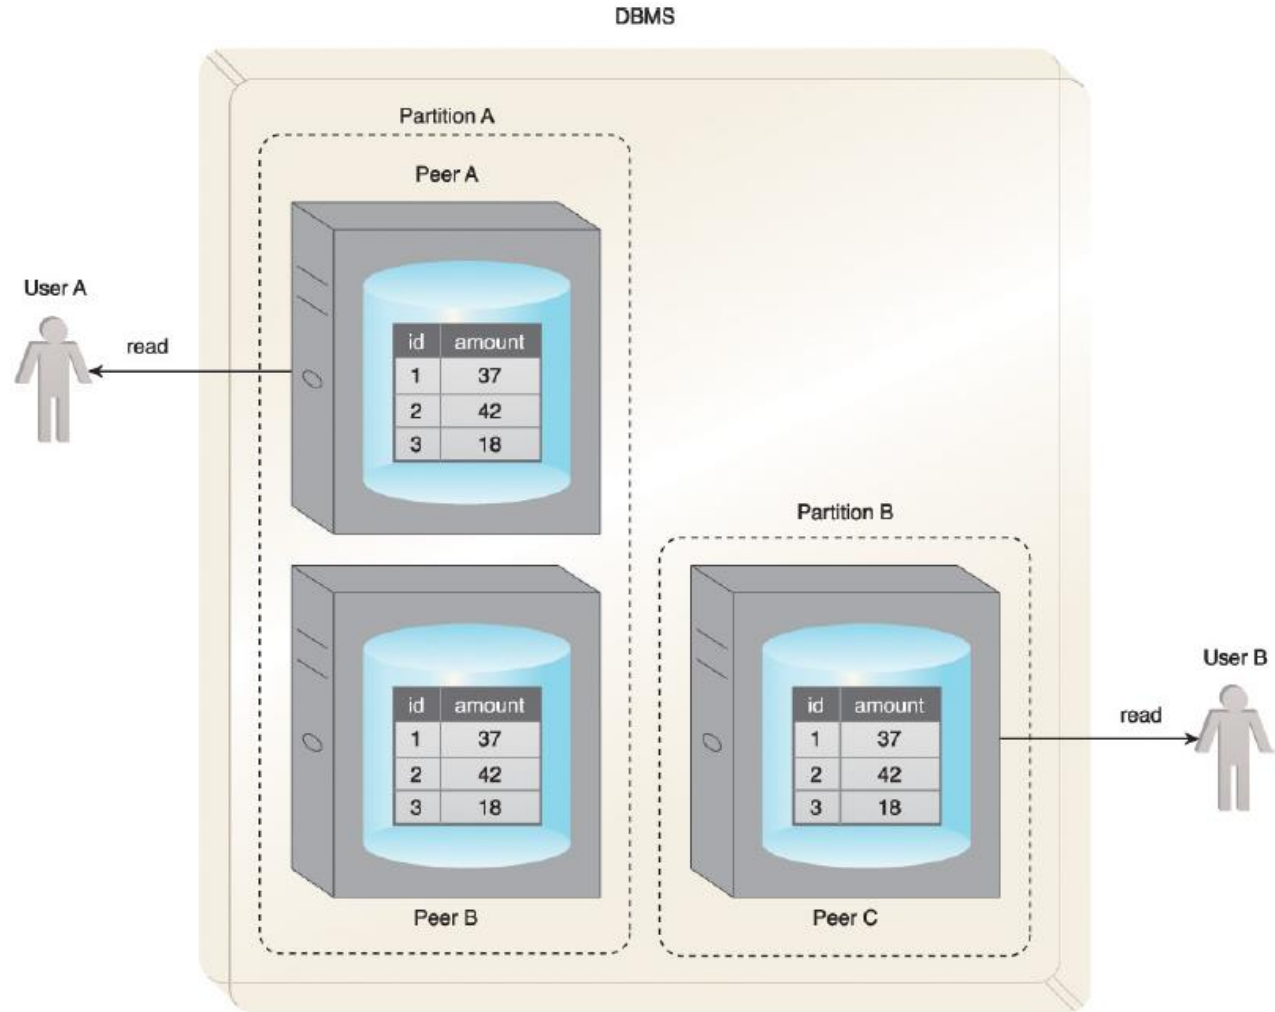 DBMS
Partition A
Peer A
User A
read
id amount
1 37
2 42
3 18
Partition B
id amount
1 37
2 42
3 18
Peer B
id amount
1 37
2 42
3 18
Peer C
User B
read